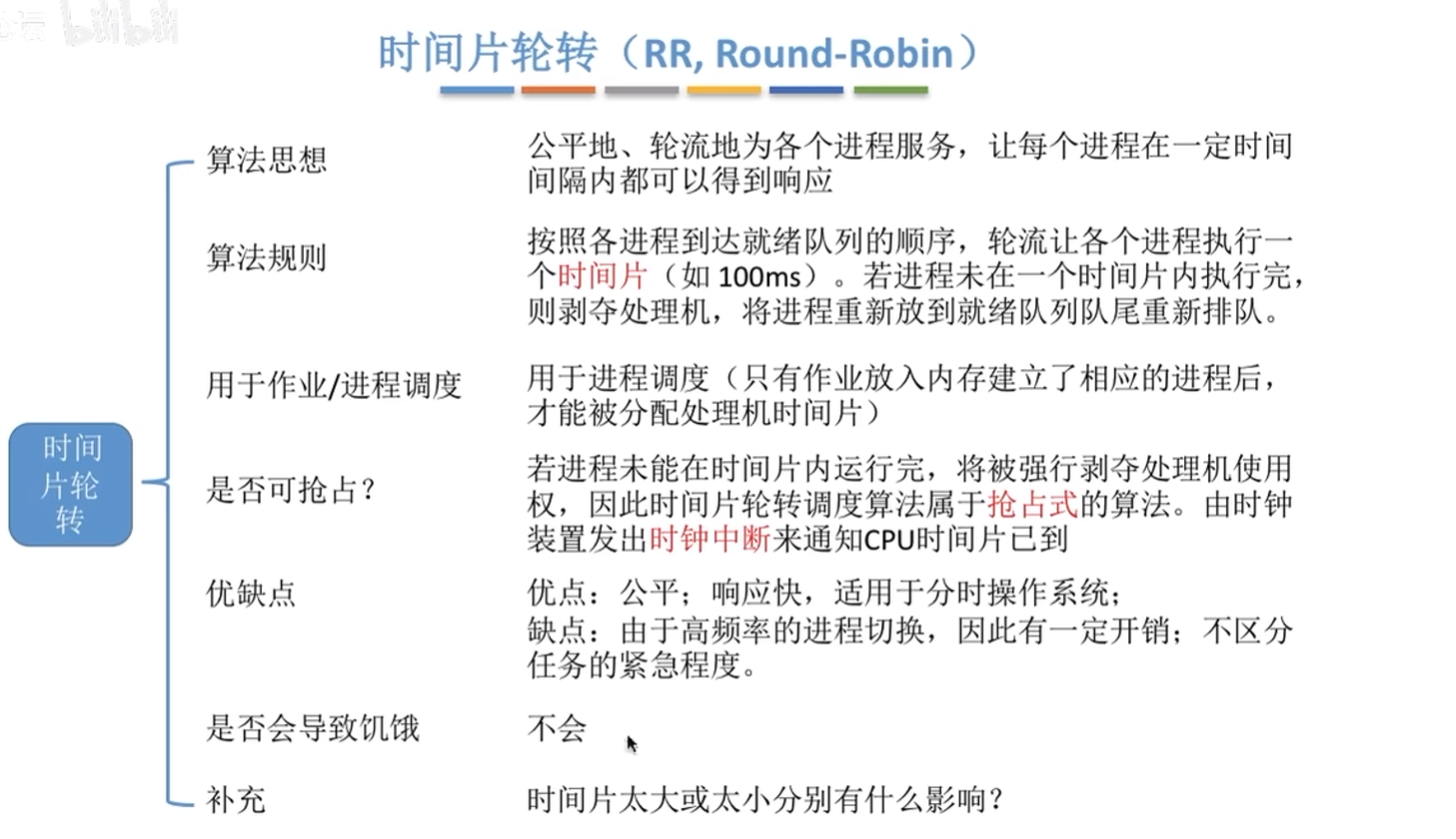 bilibili
时间片轮转（RR, Round-Robin）
算法思想
公平地、轮流地为各个进程服务，让每个进程在一定时间
间隔内都可以得到响应
算法规则
按照各进程到达就绪队列的顺序，轮流让各个进程执行一
个时间片（如 100ms）。若进程未在一个时间片内执行完，
则剥夺处理机，将进程重新放到就绪队列队尾重新排队。
用于作业/进程调度
用于进程调度（只有作业放入内存建立了相应的进程后，
才能被分配处理机时间片）
时间
片轮
转
是否可抢占？
若进程未能在时间片内运行完，将被强行剥夺处理机使用
权，因此时间片轮转调度算法属于抢占式的算法。由时钟
装置发出时钟中断来通知CPU时间片已到
优缺点
优点：公平；响应快，适用于分时操作系统；
缺点：由于高频率的进程切换，因此有一定开销；不区分
任务的紧急程度。
是否会导致饥饿
不会
补充
时间片太大或太小分别有什么影响？